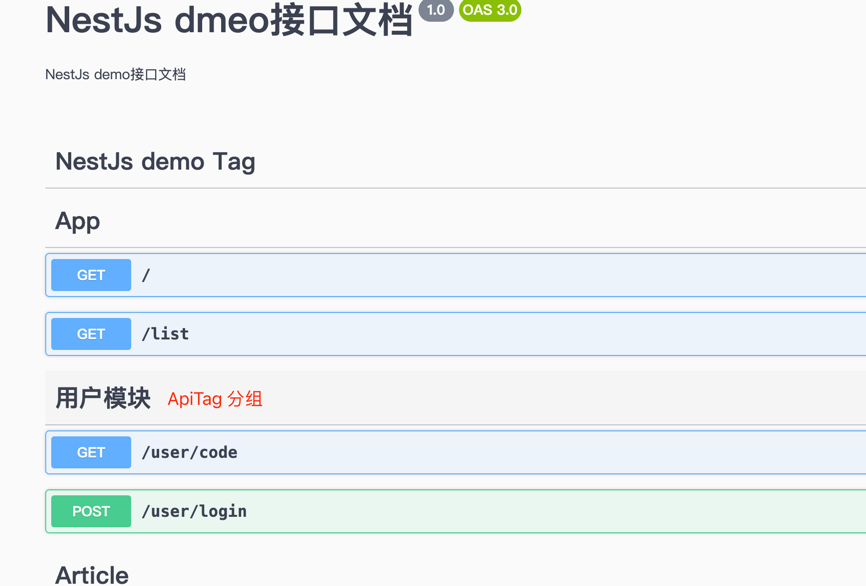 NestJs dmeo接口文档 1.0 OAS 3.0
NestJs demo接口文档
NestJs demo Tag
App
GET /
GET /list
用户模块 ApiTag 分组
GET /user/code
POST /user/login
Article